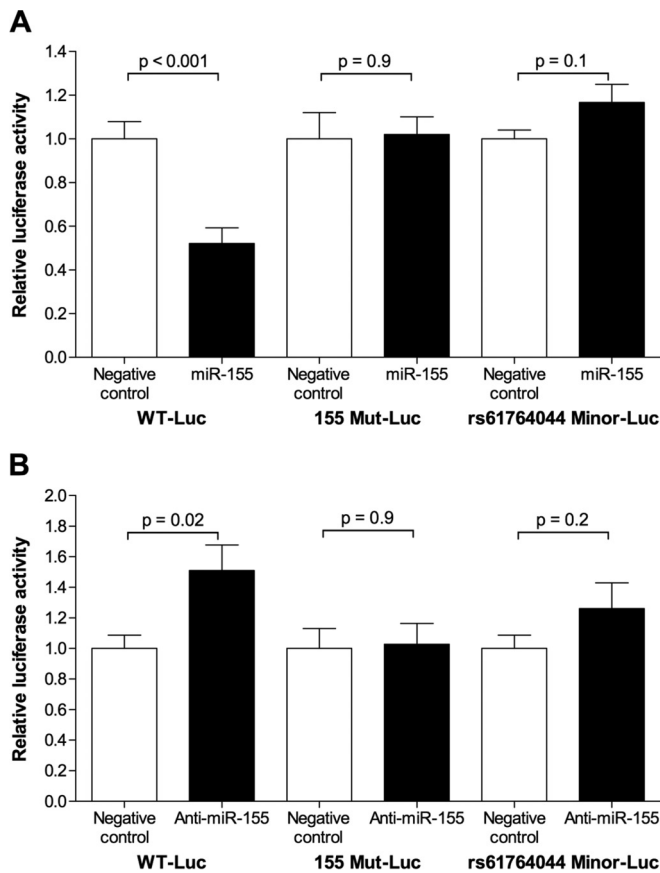 A
Relative luciferase activity
1.4
1.2
1.0
0.8
0.6
0.4
0.2
0.0
p < 0.001
p = 0.9
p = 0.1
Negative control
miR-155
Negative control
miR-155
Negative control
miR-155
WT-Luc
155 Mut-Luc
rs61764044 Minor-Luc
B
Relative luciferase activity
2.0
1.8
1.6
1.4
1.2
1.0
0.8
0.6
0.4
0.2
0.0
p = 0.02
p = 0.9
p = 0.2
Negative control
Anti-miR-155
Negative control
Anti-miR-155
Negative control
Anti-miR-155
WT-Luc
155 Mut-Luc
rs61764044 Minor-Luc